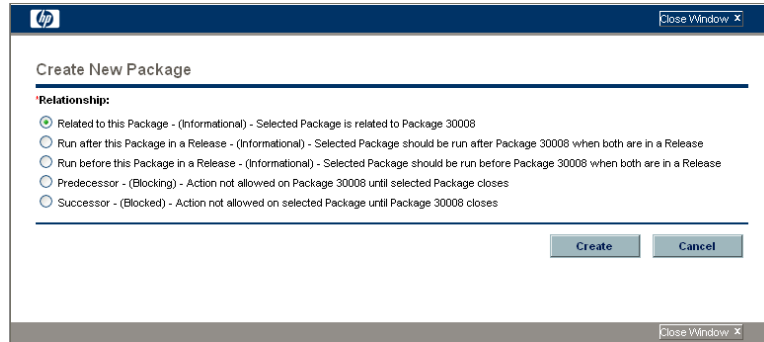 hp
Close Window x
Create New Package
*Relationship:
Related to this Package - (Informational) - Selected Package is related to Package 30008
Run after this Package in a Release - (Informational) - Selected Package should be run after Package 30008 when both are in a Release
Run before this Package in a Release - (Informational) - Selected Package should be run before Package 30008 when both are in a Release
Predecessor - (Blocking) - Action not allowed on Package 30008 until selected Package closes
Successor - (Blocked) - Action not allowed on selected Package until Package 30008 closes
Create Cancel
Close Window x